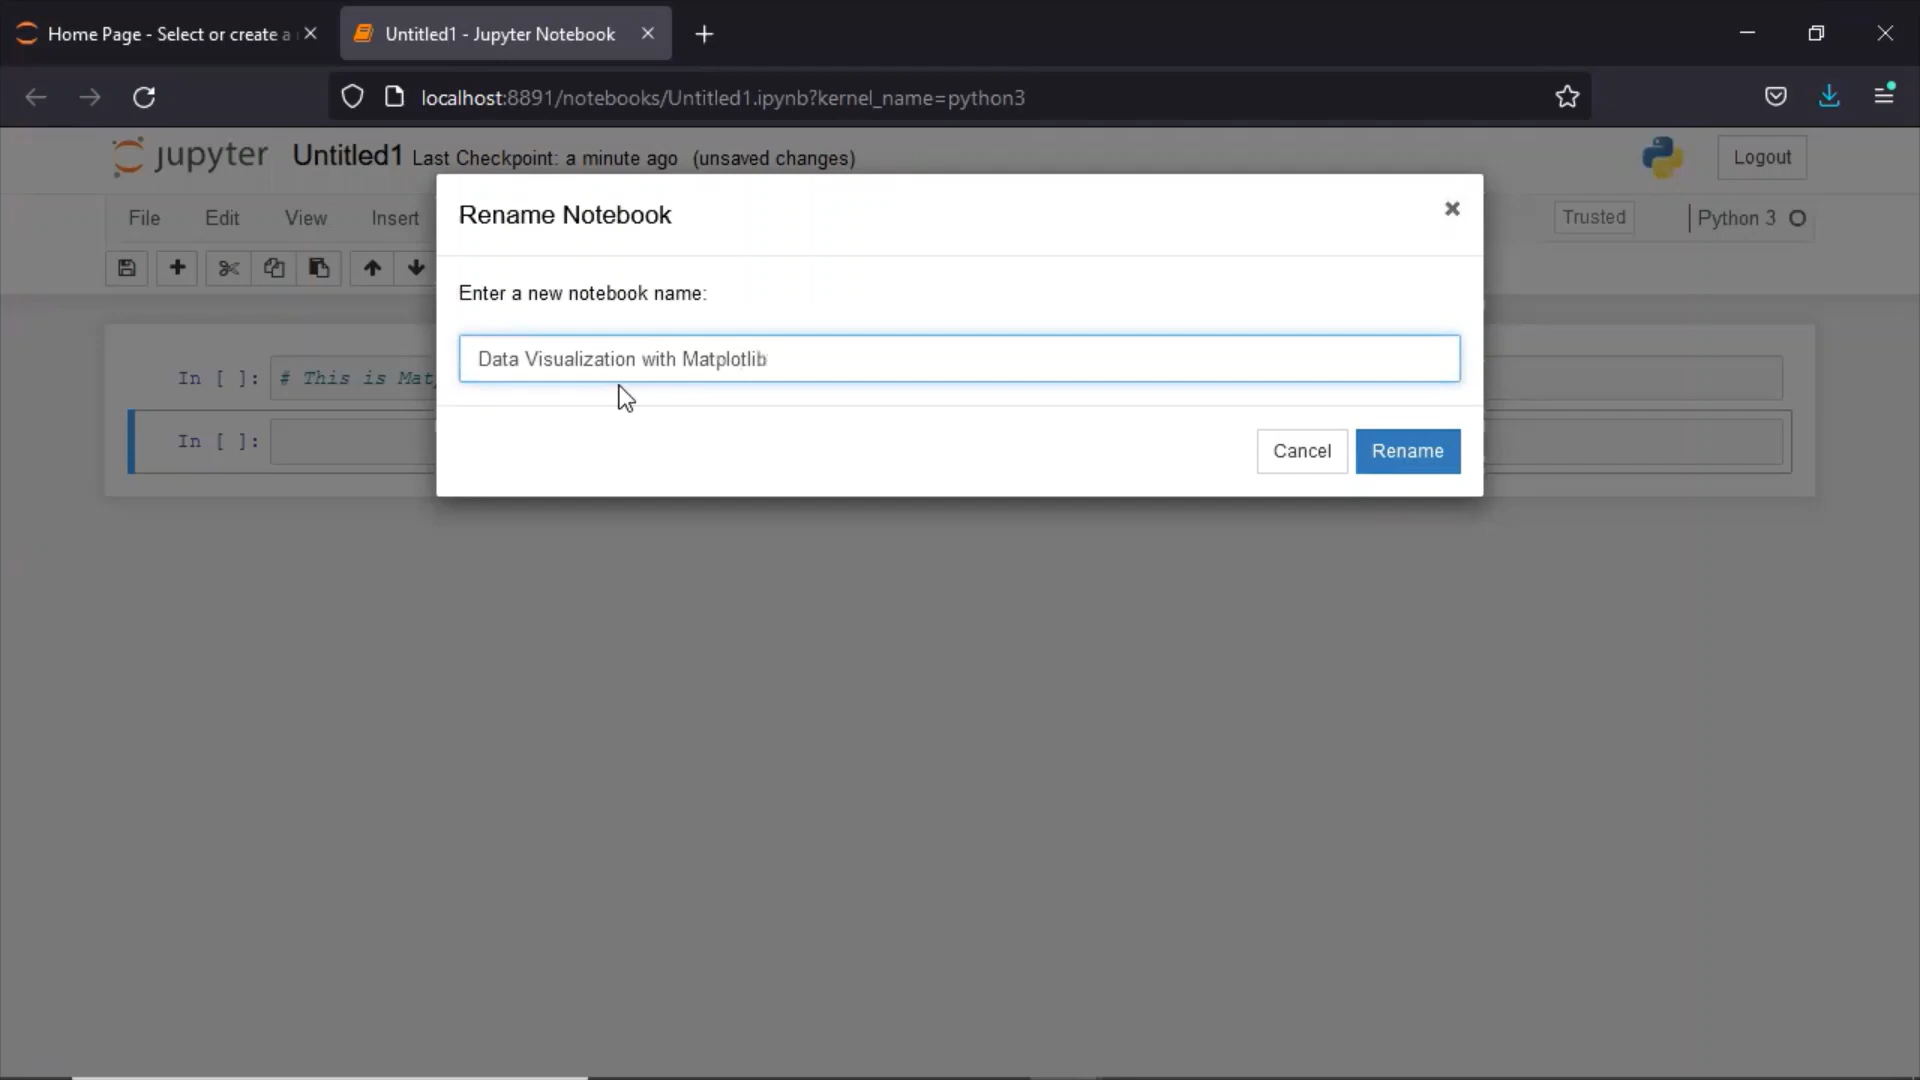 Home Page - Select or create a
Untitled1 - Jupyter Notebook
localhost:8891/notebooks/Untitled1.ipynb?kernel_name=python3
jupyter Untitled1 Last Checkpoint: a minute ago (unsaved changes)
Logout
File Edit View Insert
Trusted
Python 3
Rename Notebook
Enter a new notebook name:
Data Visualization with Matplotlib
Cancel Rename
In [ ]: # This is Mat
In [ ]: